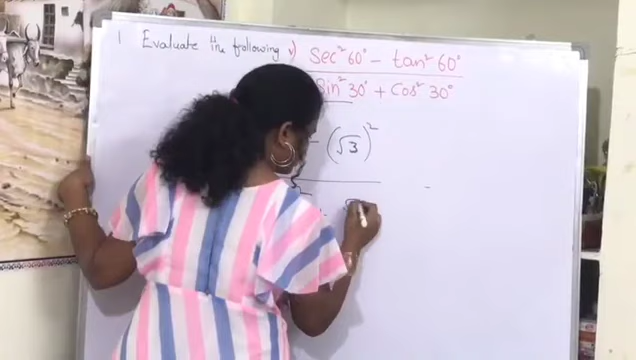 1 Evaluate the following v) Sec² 60° − tan² 60°
Sin² 30° + Cos² 30°
− (√3)²